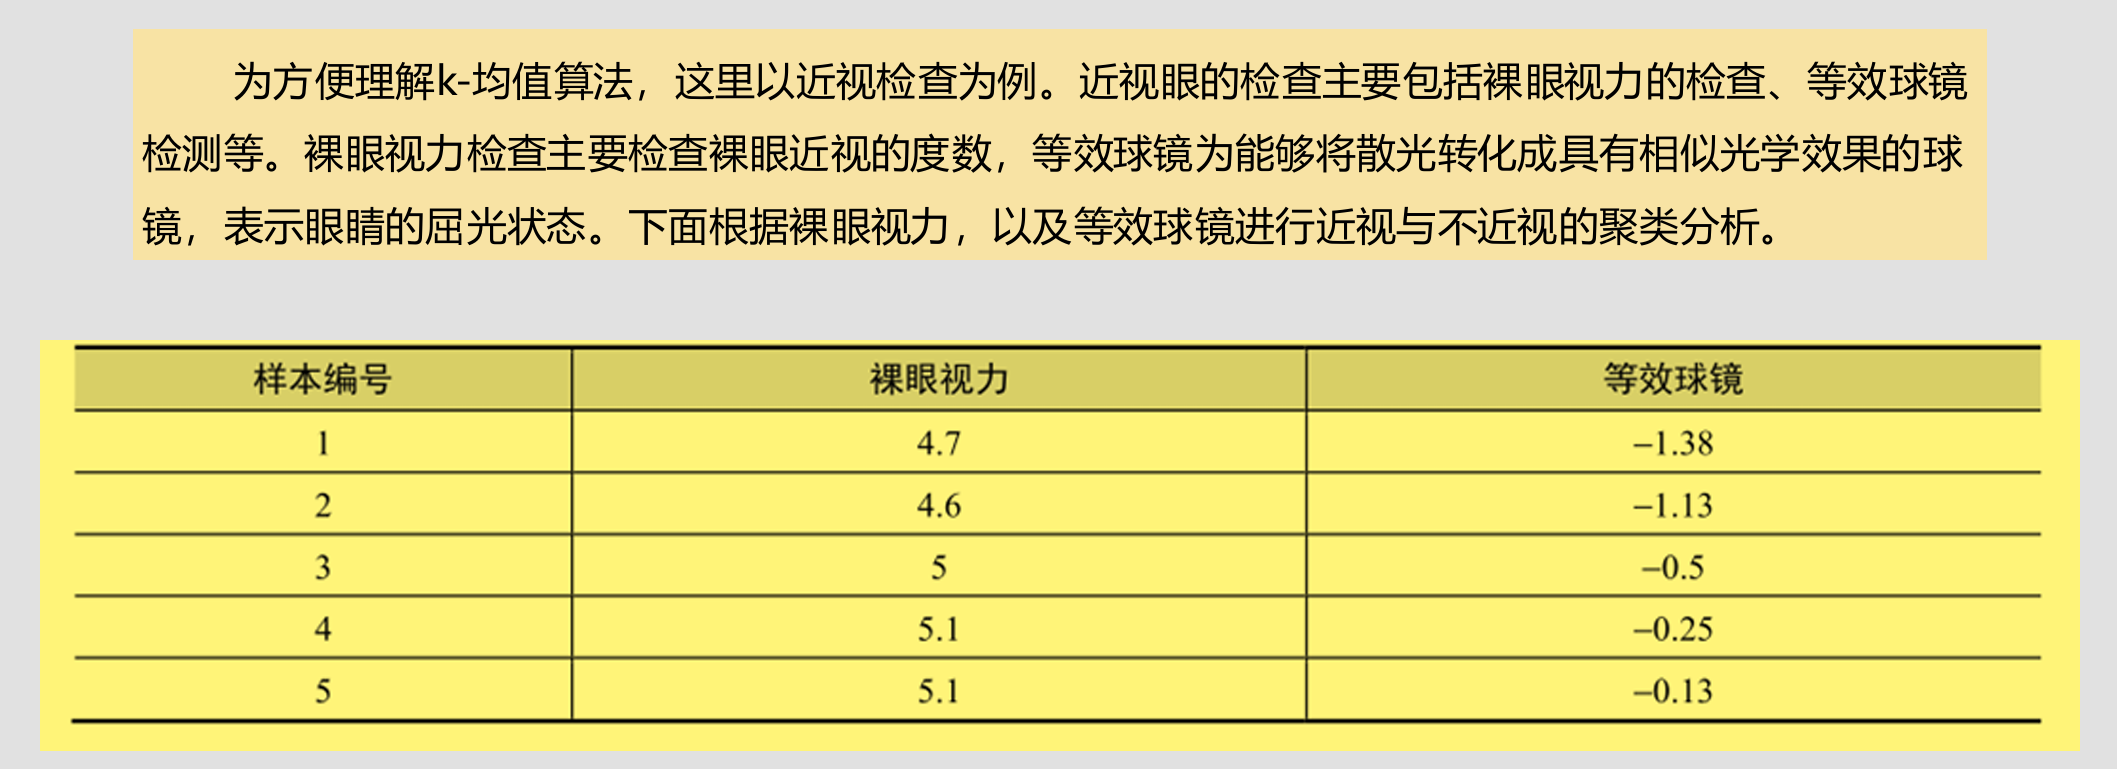 为方便理解k-均值算法，这里以近视检查为例。近视眼的检查主要包括裸眼视力的检查、等效球镜
检测等。裸眼视力检查主要检查裸眼近视的度数，等效球镜为能够将散光转化成具有相似光学效果的球
镜，表示眼睛的屈光状态。下面根据裸眼视力，以及等效球镜进行近视与不近视的聚类分析。
样本编号 裸眼视力 等效球镜
1 4.7 –1.38
2 4.6 –1.13
3 5 –0.5
4 5.1 –0.25
5 5.1 –0.13